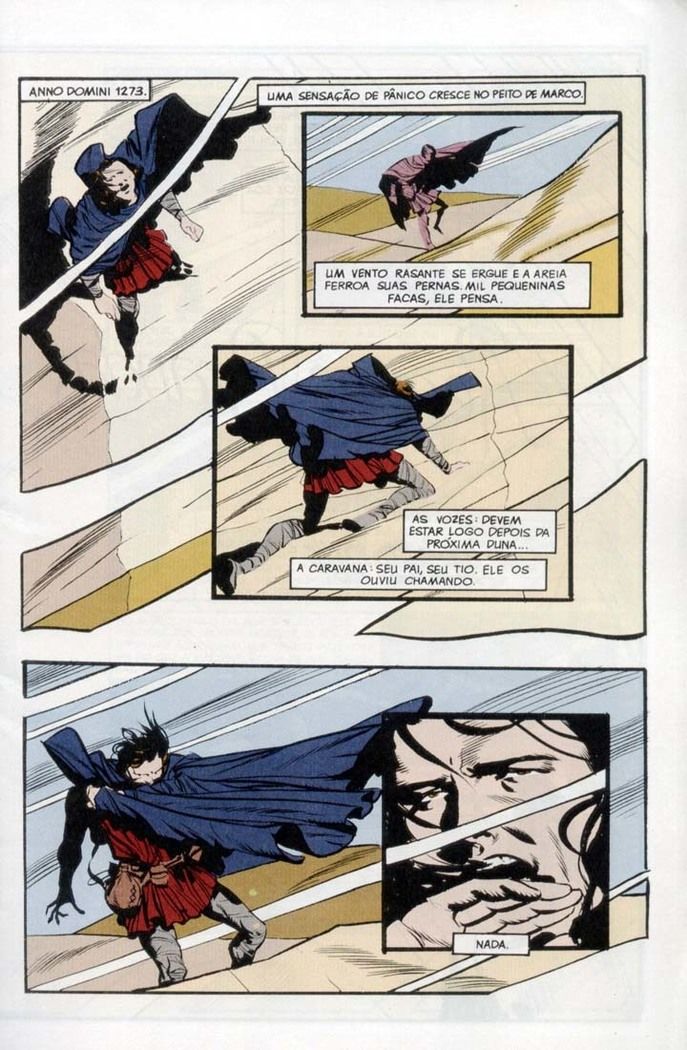 ANNO DOMINI 1273.
UMA SENSAÇÃO DE PÂNICO CRESCE NO PEITO DE MARCO.
UM VENTO RASANTE SE ERGUE E A AREIA
FERROA SUAS PERNAS. MIL PEQUENINAS
FACAS, ELE PENSA.
AS VOZES: DEVEM
ESTAR LOGO DEPOIS DA
PRÓXIMA DUNA...
A CARAVANA: SEU PAI, SEU TIO. ELE OS
OUVIU CHAMANDO.
NADA.